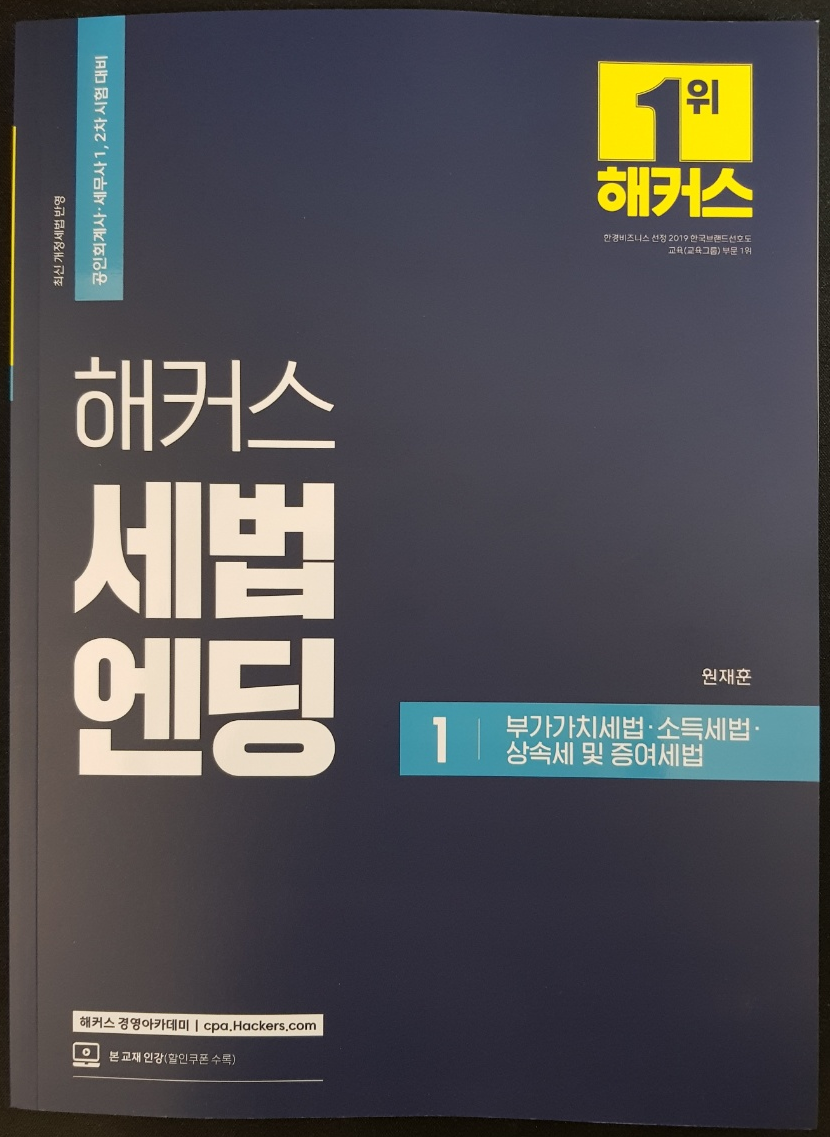 최신 개정세법 반영
공인회계사·세무사 1, 2차 시험 대비
1위
해커스
한경비즈니스 선정 2019 한국브랜드선호도
교육(교육그룹) 부문 1위
해커스
세법
엔딩
원재훈
1 | 부가가치세법·소득세법·
상속세 및 증여세법
해커스 경영아카데미 | cpa.Hackers.com
본 교재 인강(할인쿠폰 수록)